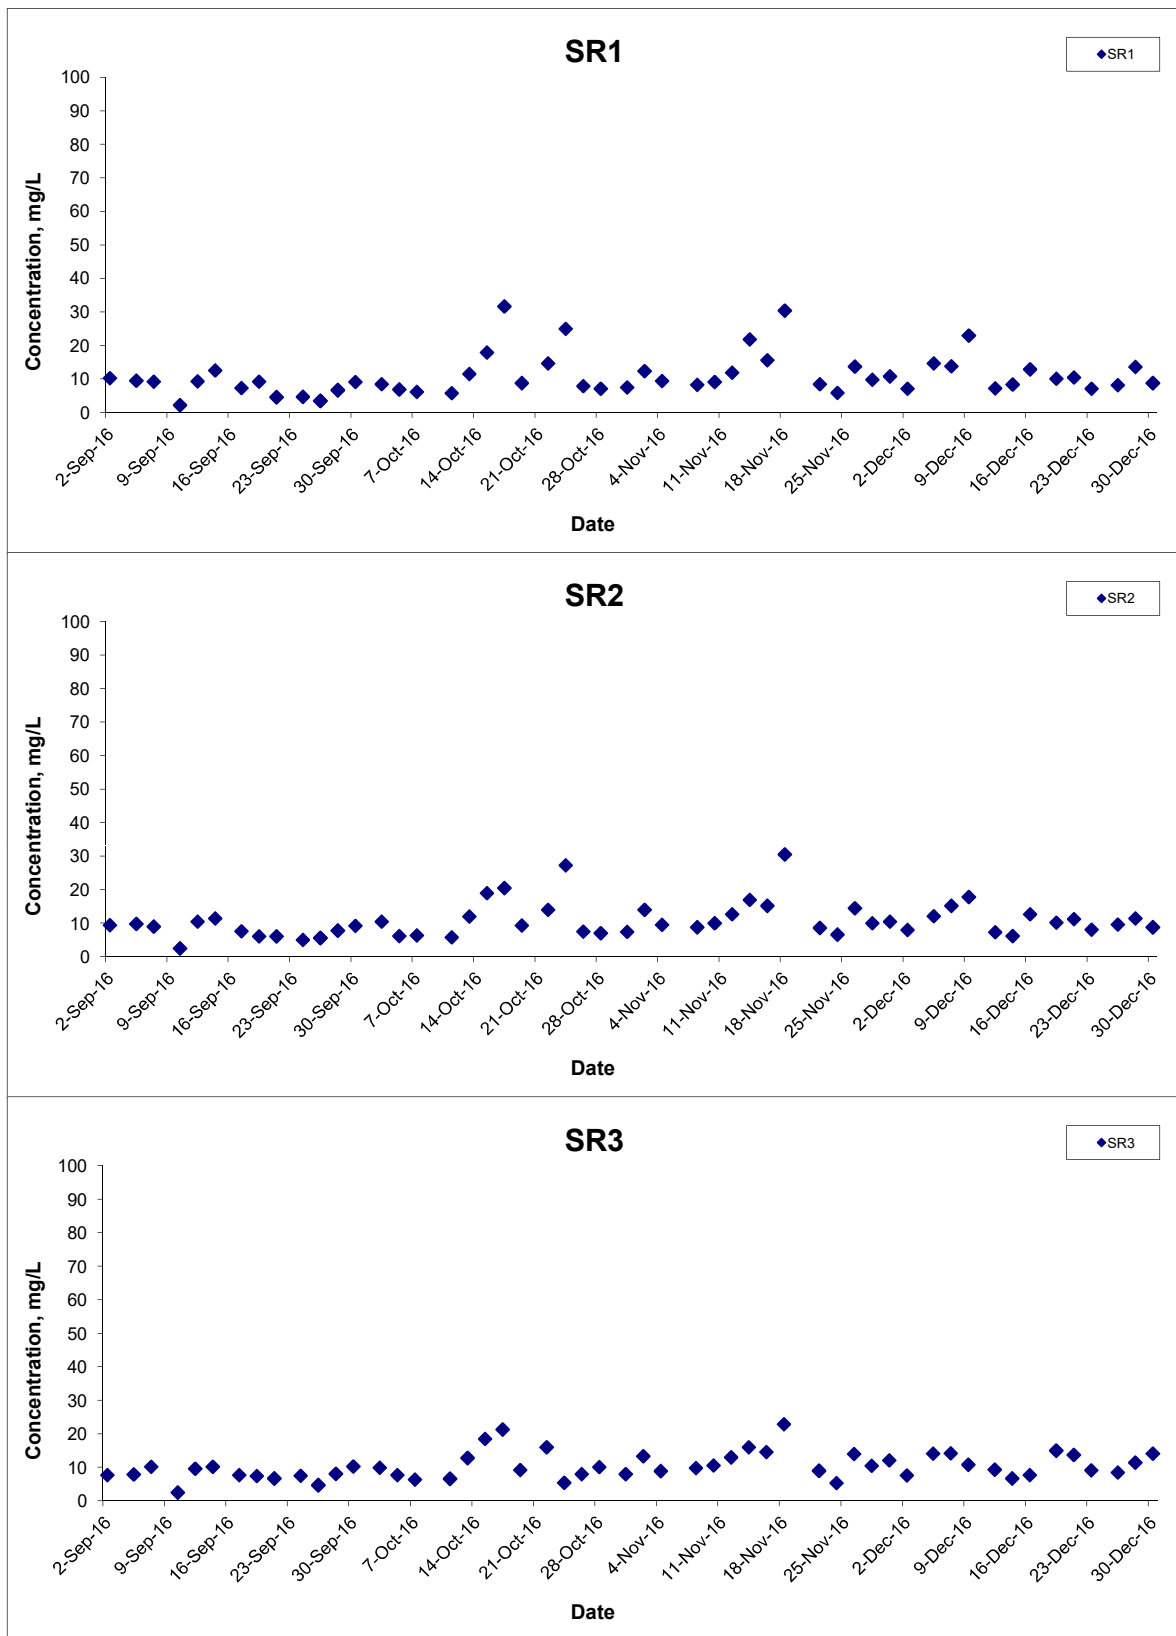 SR1
SR1
100
90
80
70
60
50
40
30
20
10
0
Concentration, mg/L
2-Sep-16
9-Sep-16
16-Sep-16
23-Sep-16
30-Sep-16
7-Oct-16
14-Oct-16
21-Oct-16
28-Oct-16
4-Nov-16
11-Nov-16
18-Nov-16
25-Nov-16
2-Dec-16
9-Dec-16
16-Dec-16
23-Dec-16
30-Dec-16
Date
SR2
SR2
100
90
80
70
60
50
40
30
20
10
0
Concentration, mg/L
2-Sep-16
9-Sep-16
16-Sep-16
23-Sep-16
30-Sep-16
7-Oct-16
14-Oct-16
21-Oct-16
28-Oct-16
4-Nov-16
11-Nov-16
18-Nov-16
25-Nov-16
2-Dec-16
9-Dec-16
16-Dec-16
23-Dec-16
30-Dec-16
Date
SR3
SR3
100
90
80
70
60
50
40
30
20
10
0
Concentration, mg/L
2-Sep-16
9-Sep-16
16-Sep-16
23-Sep-16
30-Sep-16
7-Oct-16
14-Oct-16
21-Oct-16
28-Oct-16
4-Nov-16
11-Nov-16
18-Nov-16
25-Nov-16
2-Dec-16
9-Dec-16
16-Dec-16
23-Dec-16
30-Dec-16
Date